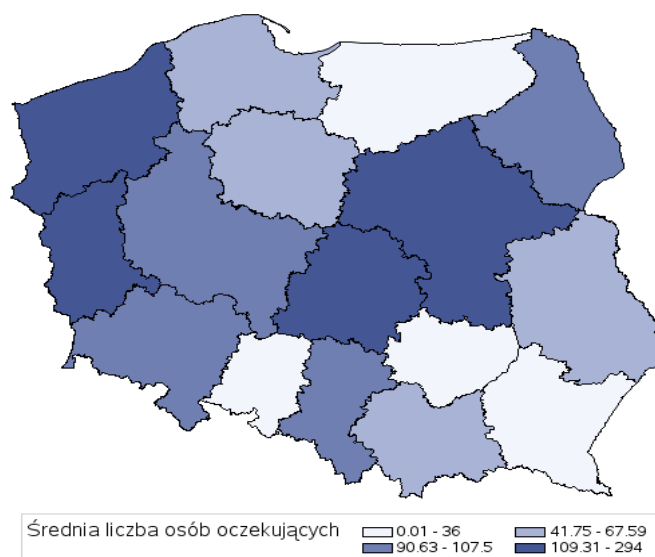 Średnia liczba osób oczekujących
0.01 - 36
41.75 - 67.59
90.63 - 107.5
109.31 - 294